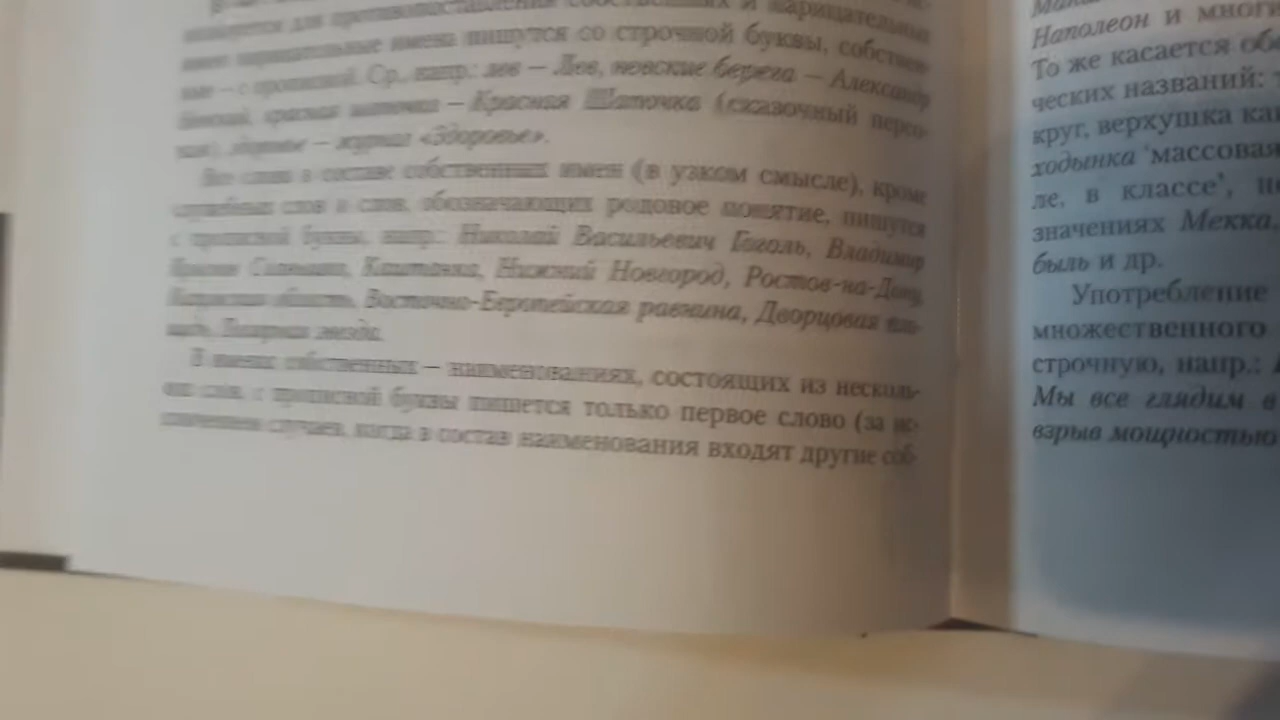 для противопоставления собственных и нарицательных
имен: нарицательные имена пишутся со строчной буквы, собствен-
ные – с прописной. Ср., напр.: лев – Лев, невские берега – Александр
Невский, красная шапочка – Красная Шапочка (сказочный персо-
наж), здоровье – журнал «Здоровье».
Все слова в составе собственных имен (в узком смысле), кроме
служебных слов и слов, обозначающих родовое понятие, пишутся
с прописной буквы, напр.: Николай Васильевич Гоголь, Владимир
Красное Солнышко, Каштанка, Нижний Новгород, Ростов-на-Дону,
область, Восточно-Европейская равнина, Дворцовая пло-
щадь, Полярная звезда.
В именах собственных – наименованиях, состоящих из несколь-
ких слов, с прописной буквы пишется только первое слово (за ис-
ключением случаев, когда в состав наименования входят другие соб-
Наполеон и
То же касается
ческих названий:
круг, верхушка
ходынка ‘массовая
ле, в классе’,
значениях Мекка,
быль и др.
Употребление
множественного
строчную, напр.:
Мы все глядим в
взрыв мощностью